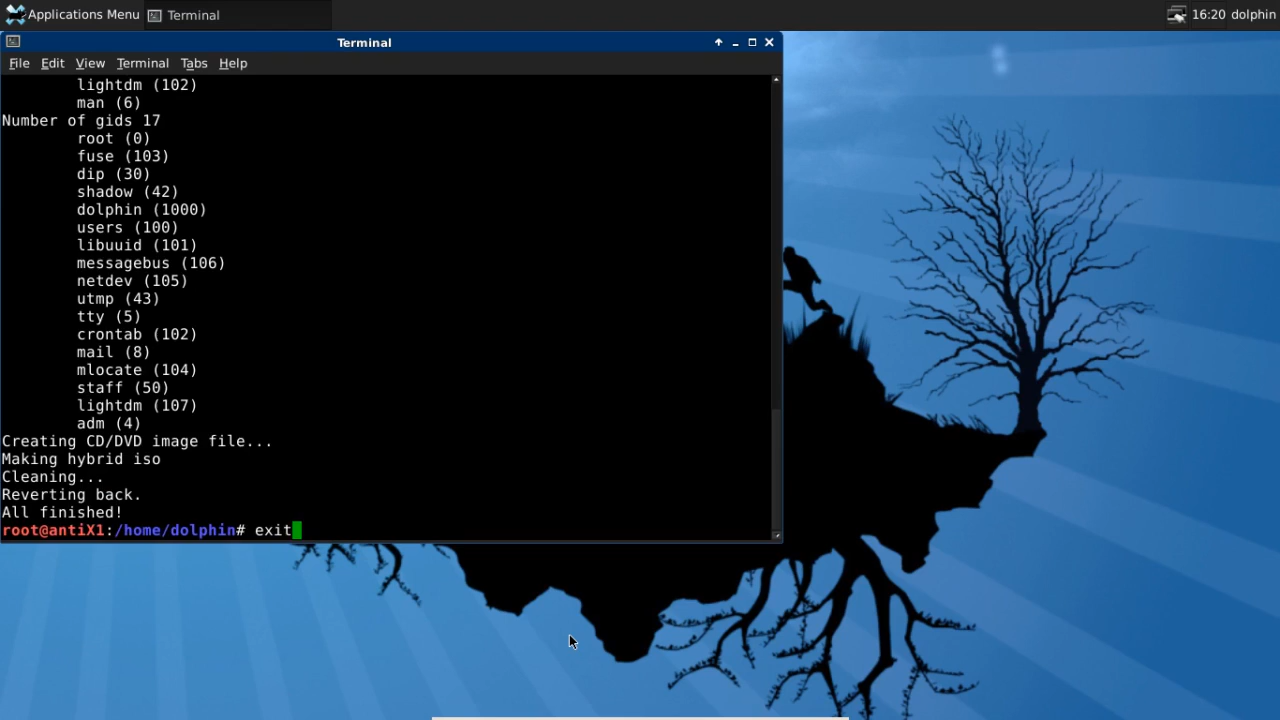 Applications Menu Terminal 16:20 dolphin
Terminal
File Edit View Terminal Tabs Help
lightdm (102)
man (6)
Number of gids 17
root (0)
fuse (103)
dip (30)
shadow (42)
dolphin (1000)
users (100)
libuuid (101)
messagebus (106)
netdev (105)
utmp (43)
tty (5)
crontab (102)
mail (8)
mlocate (104)
staff (50)
lightdm (107)
adm (4)
Creating CD/DVD image file...
Making hybrid iso
Cleaning...
Reverting back.
All finished!
root@antiX1:/home/dolphin# exit